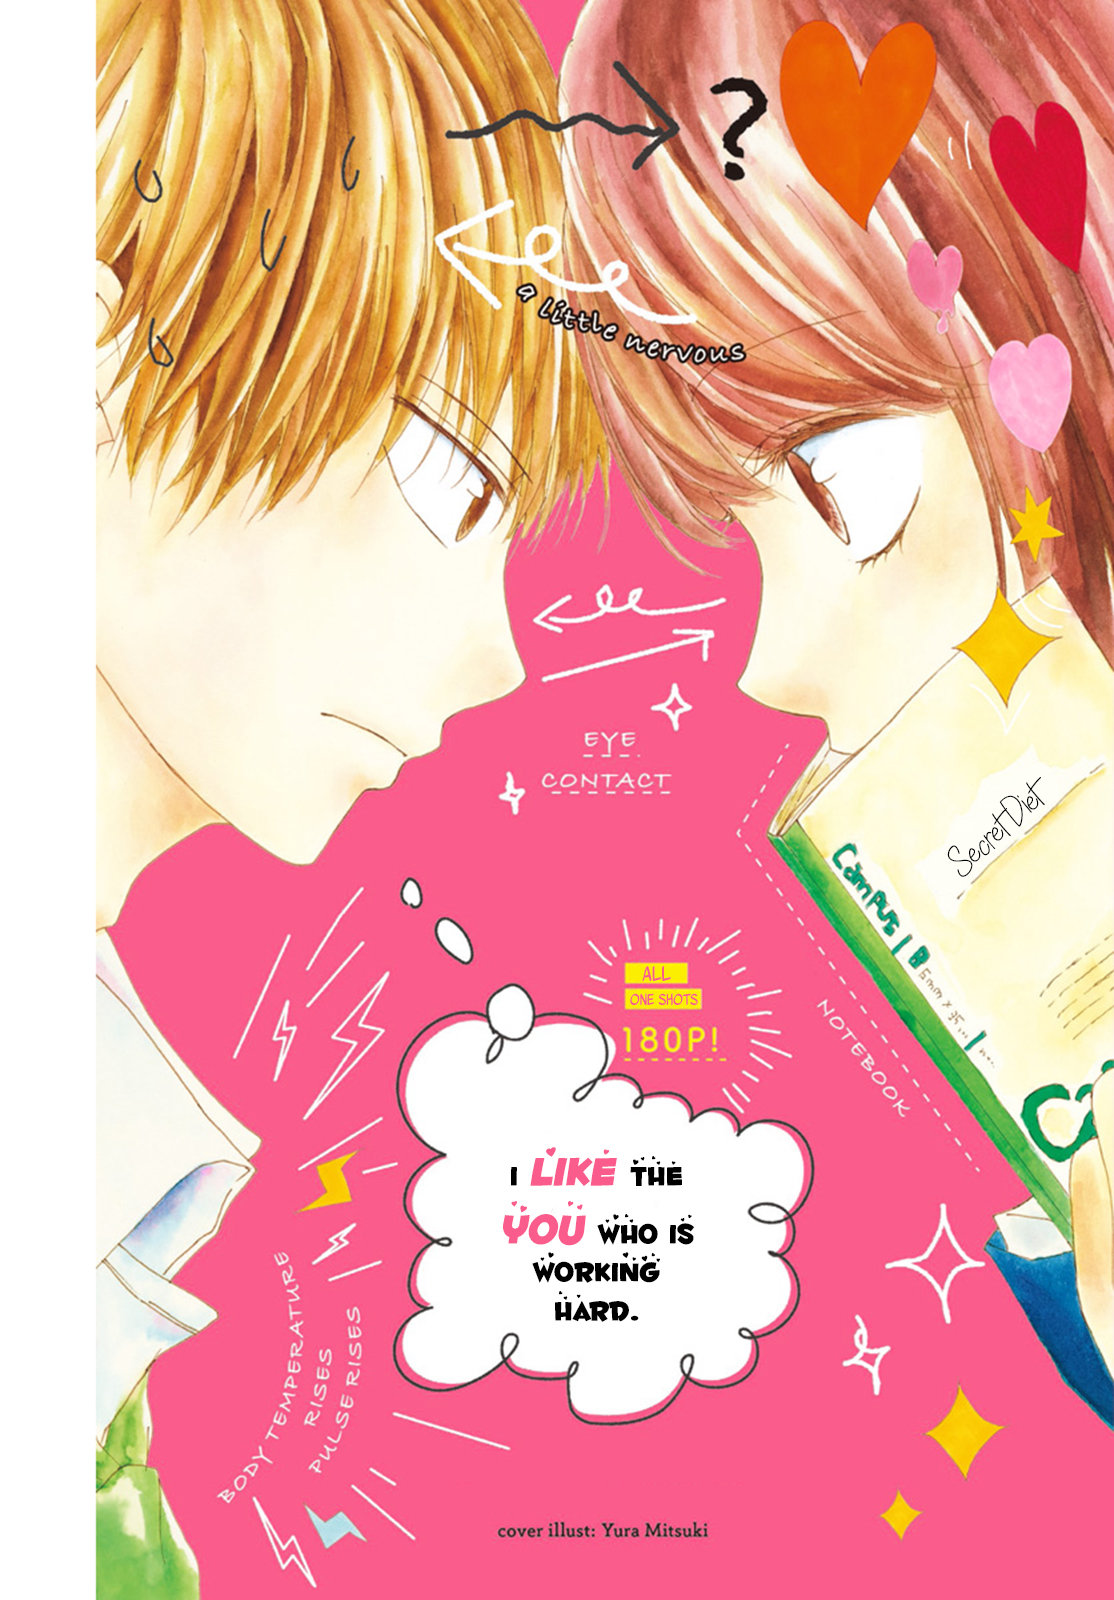 ?
a little nervous
EYE
CONTACT
Secret Diet
Campus
ALL
ONE SHOTS
180P!
NOTEBOOK
I LIKE THE
YOU WHO IS
WORKING
HARD.
BODY TEMPERATURE
RISES
PULSE RISES
cover illust: Yura Mitsuki